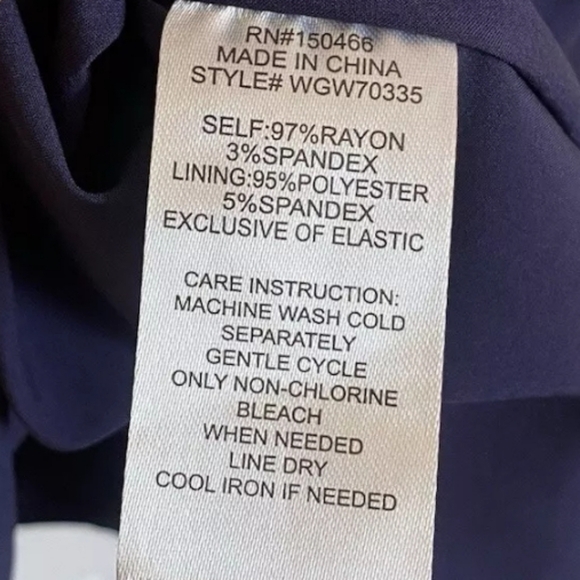 RN#150466
MADE IN CHINA
STYLE# WGW70335
SELF:97%RAYON
3%SPANDEX
LINING:95%POLYESTER
5%SPANDEX
EXCLUSIVE OF ELASTIC
CARE INSTRUCTION:
MACHINE WASH COLD
SEPARATELY
GENTLE CYCLE
ONLY NON-CHLORINE
BLEACH
WHEN NEEDED
LINE DRY
COOL IRON IF NEEDED